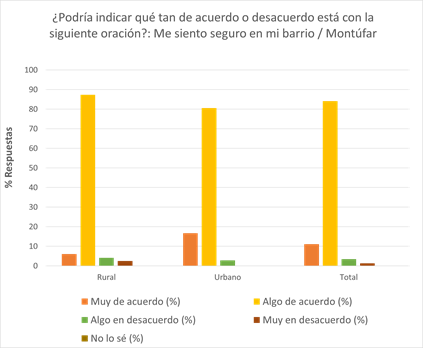 ¿Podría indicar qué tan de acuerdo o desacuerdo está con la
siguiente oración?: Me siento seguro en mi barrio / Montúfar
% Respuestas
100
90
80
70
60
50
40
30
20
10
0
Rural Urbano Total
Muy de acuerdo (%) Algo de acuerdo (%)
Algo en desacuerdo (%) Muy en desacuerdo (%)
No lo sé (%)